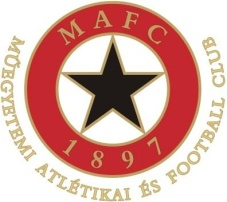 MAFC
1897
MŰEGYETEMI ATLÉTIKAI ÉS FOOTBALL CLUB